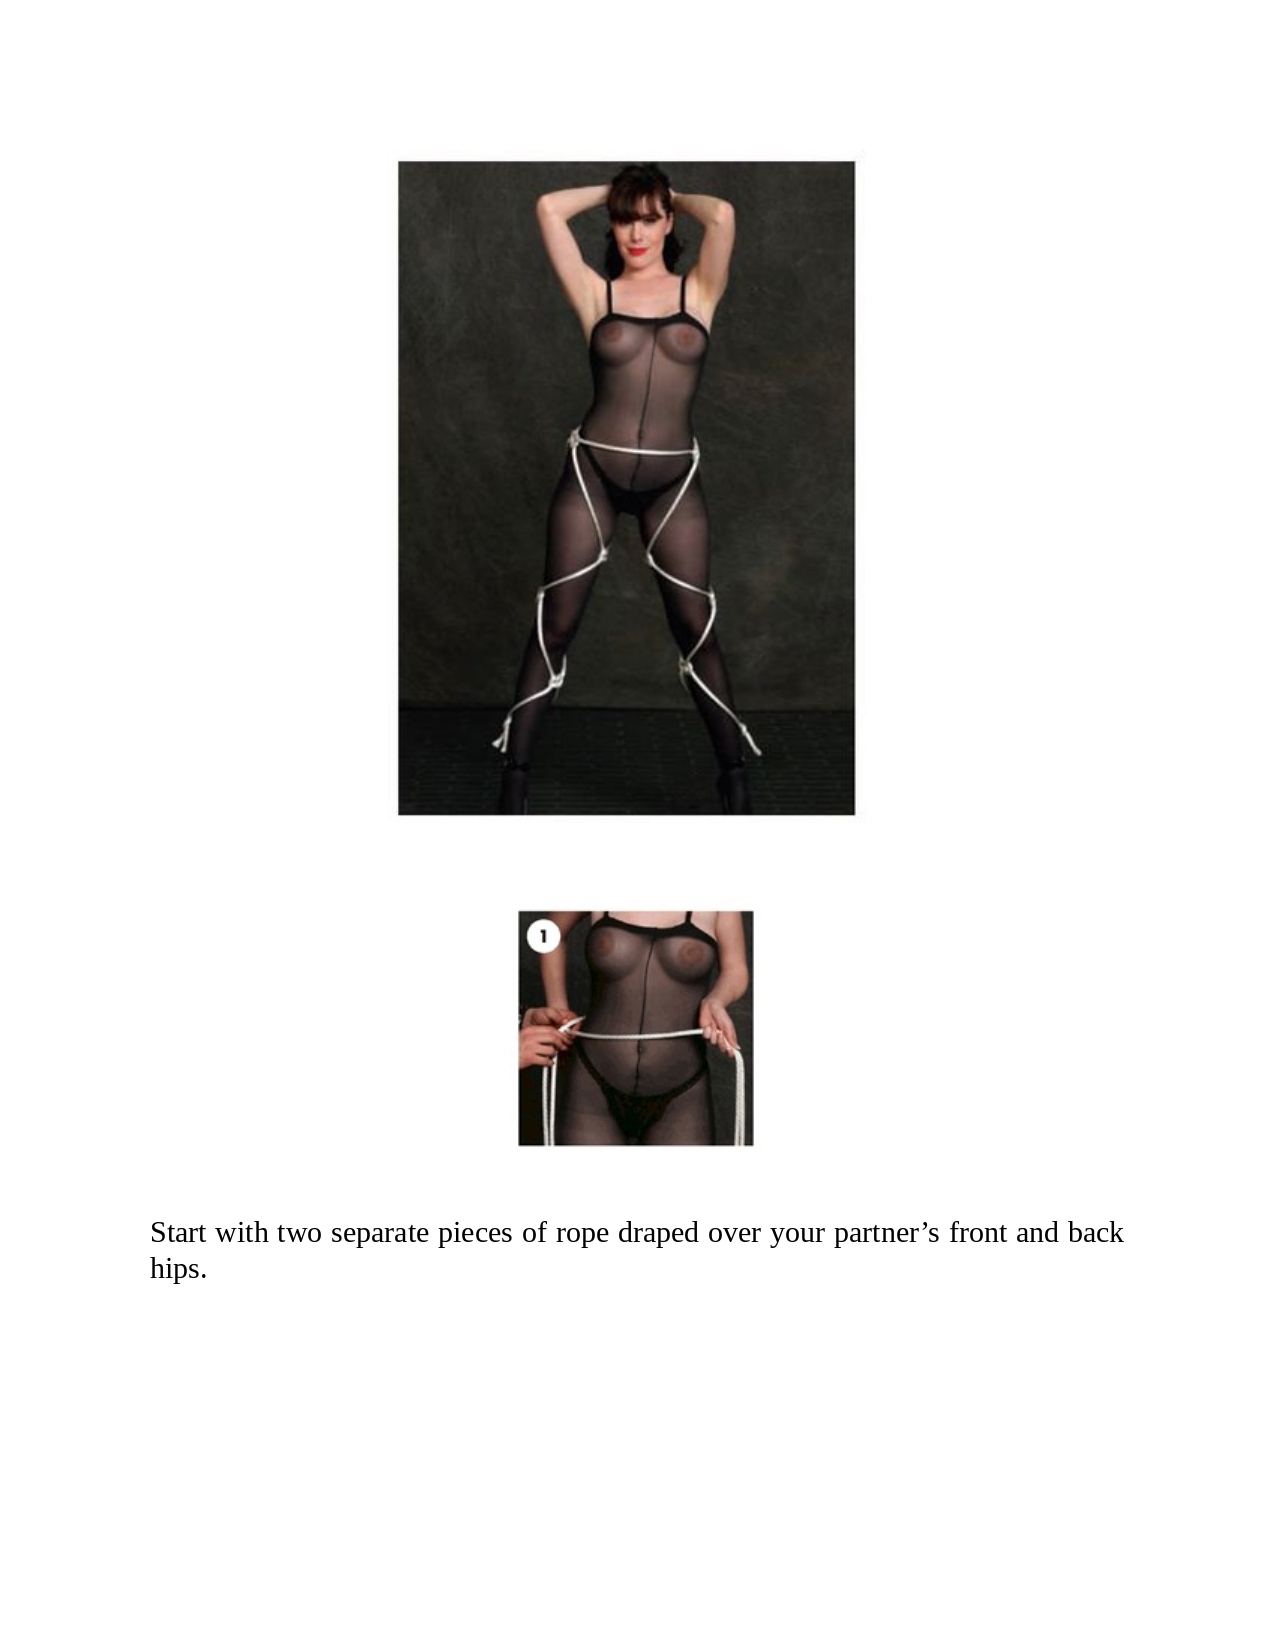 1
Start with two separate pieces of rope draped over your partner’s front and back
hips.